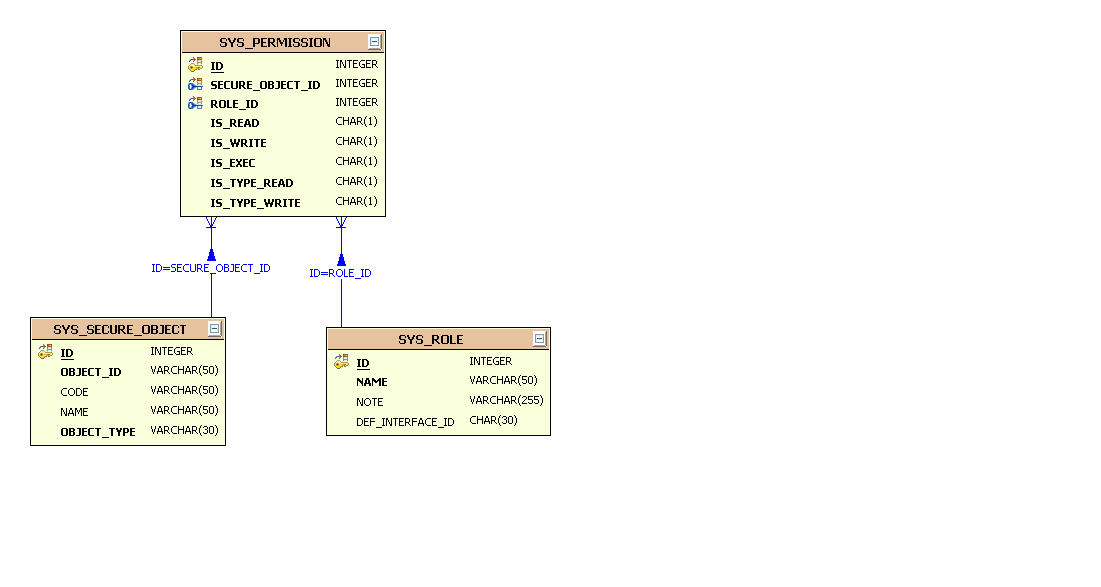 SYS_PERMISSION
ID INTEGER
SECURE_OBJECT_ID INTEGER
ROLE_ID INTEGER
IS_READ CHAR(1)
IS_WRITE CHAR(1)
IS_EXEC CHAR(1)
IS_TYPE_READ CHAR(1)
IS_TYPE_WRITE CHAR(1)
ID=SECURE_OBJECT_ID
ID=ROLE_ID
SYS_SECURE_OBJECT
ID INTEGER
OBJECT_ID VARCHAR(50)
CODE VARCHAR(50)
NAME VARCHAR(50)
OBJECT_TYPE VARCHAR(30)
SYS_ROLE
ID INTEGER
NAME VARCHAR(50)
NOTE VARCHAR(255)
DEF_INTERFACE_ID CHAR(30)